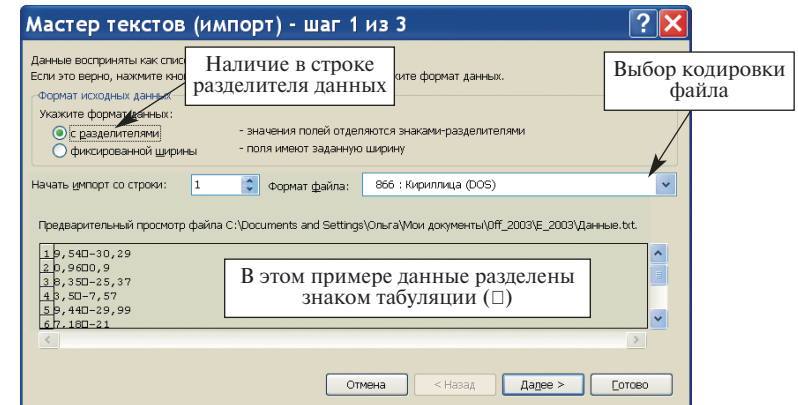 Мастер текстов (импорт) - шаг 1 из 3
Данные восприняты как
Если это верно, нажмите формат данных.
Наличие в строке
разделителя данных
Выбор кодировки
файла
Формат исходных данных
Укажите формат данных:
с разделителями - значения полей отделяются знаками-разделителями
фиксированной ширины - поля имеют заданную ширину
Начать импорт со строки: 1 Формат файла: 866 : Кириллица (DOS)
Предварительный просмотр файла C:\Documents and Settings\Ольга\Мои документы\Off_2003\E_2003\Данные.txt.
1 9,54□-30,29
2 0,96□0,9
3 8,35□-25,37
4 3,5□-7,57
5 9,44□-29,99
6 7,18□-21
В этом примере данные разделены
знаком табуляции (□)
Отмена < Назад Далее > Готово